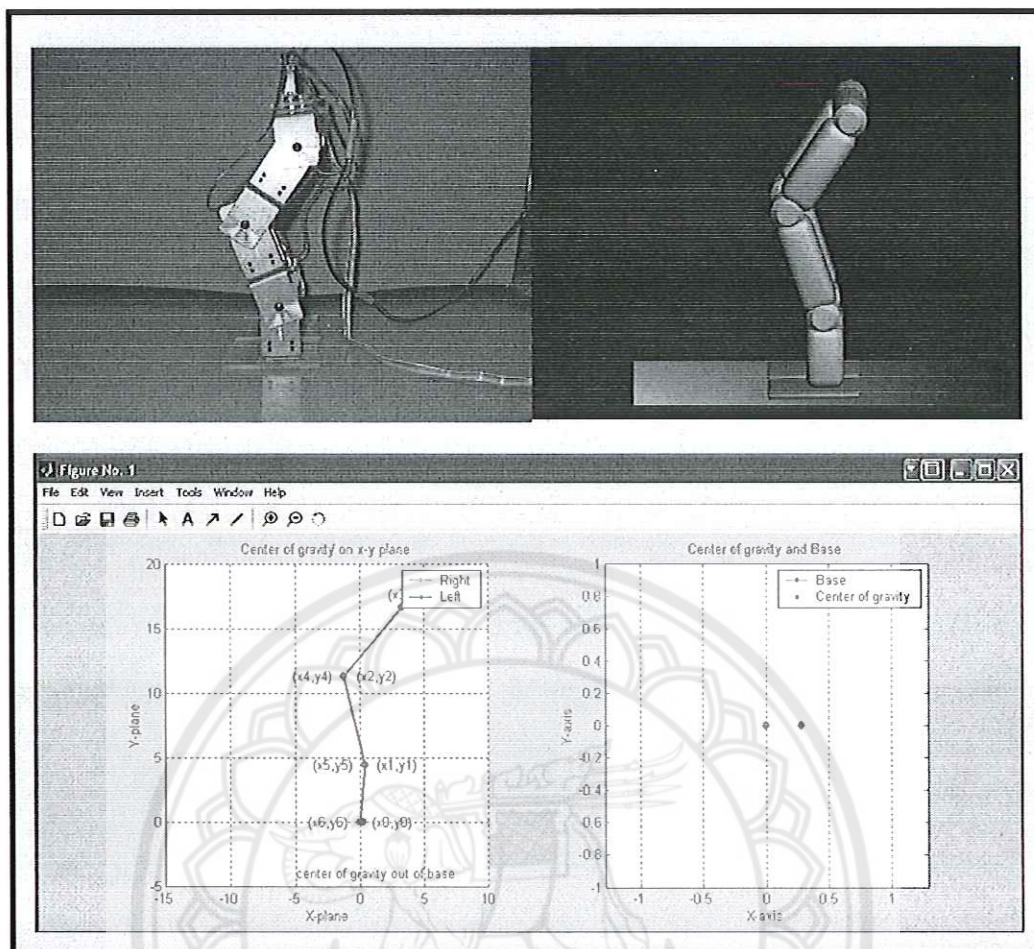 Figure No. 1
File Edit View Insert Tools Window Help
Center of gravity on x-y plane
20
15
10
5
0
-5
-15
-10
-5
0
5
10
Y-plane
X-plane
Right
Left
(x
(x4,y4)
(x2,y2)
(x5,y5)
(x1,y1)
(x6,y6)
(x0,y0)
center of gravity out of base
Center of gravity and Base
1
0.8
0.6
0.4
0.2
0
-0.2
-0.4
-0.6
-0.8
-1
-1
-0.5
0
0.5
1
Y-axis
X-axis
Base
Center of gravity